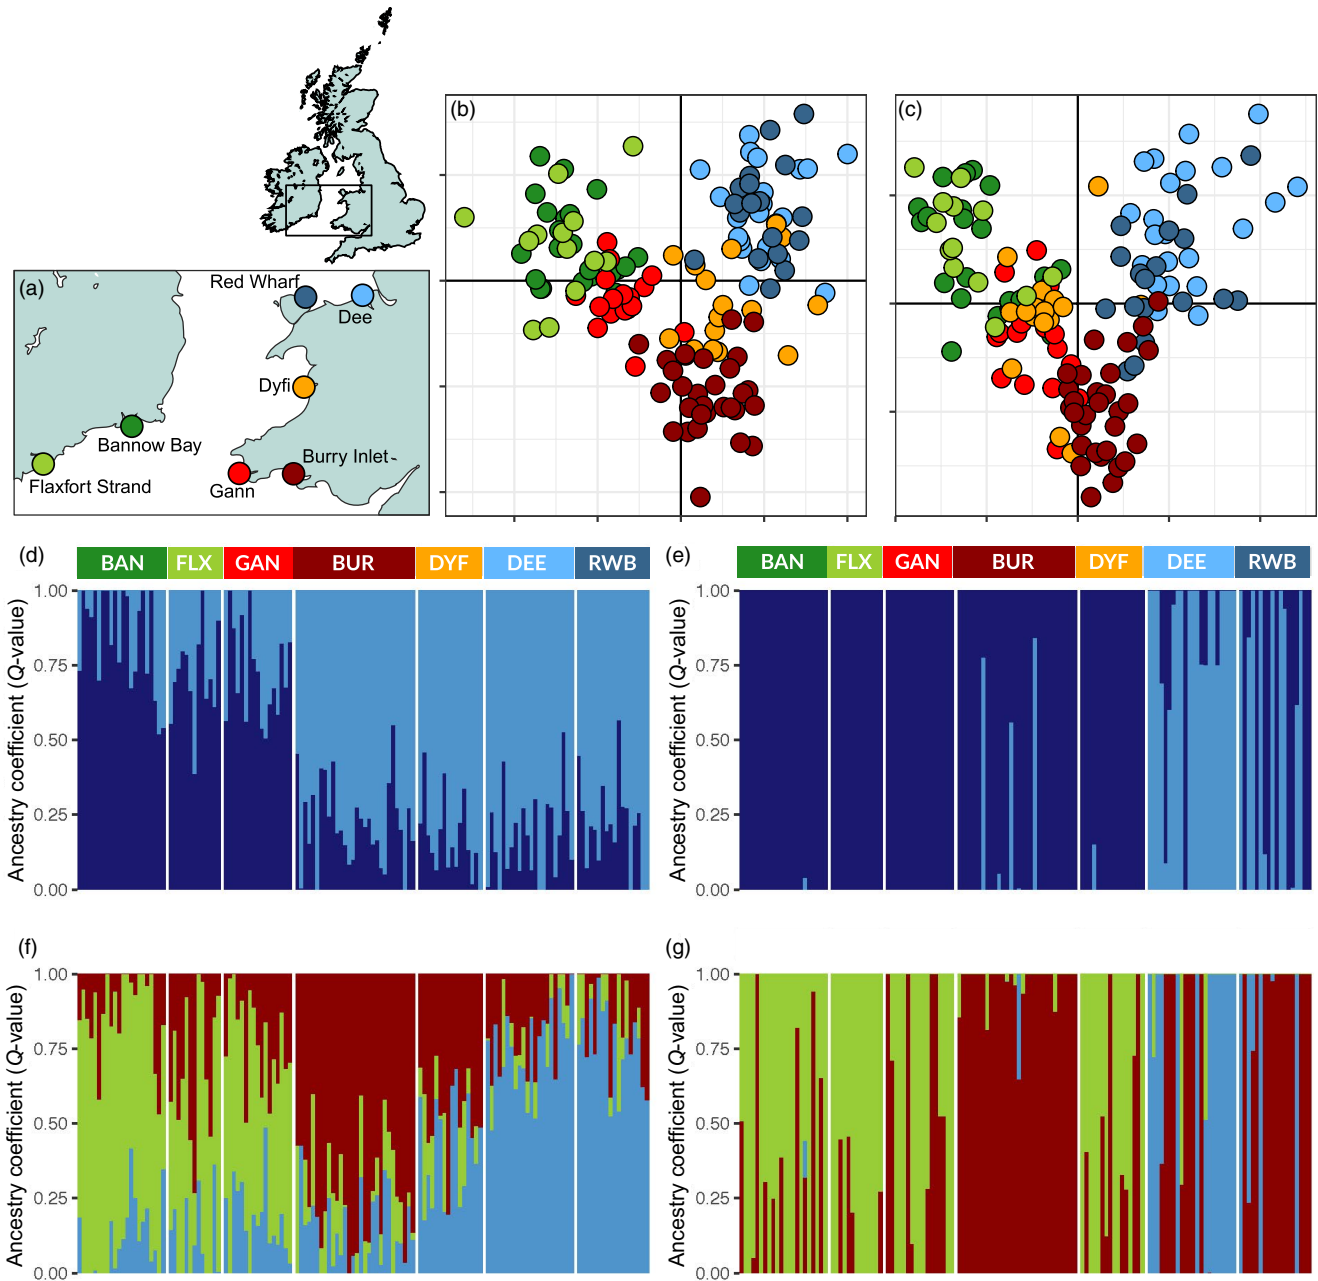 (a)
Red Wharf
Dee
Dyfi
Bannow Bay
Burry Inlet
Flaxfort Strand
Gann
(b)
(c)
(d)
BAN FLX GAN BUR DYF DEE RWB
Ancestry coefficient (Q-value)
1.00
0.75
0.50
0.25
0.00
(e)
BAN FLX GAN BUR DYF DEE RWB
Ancestry coefficient (Q-value)
1.00
0.75
0.50
0.25
0.00
(f)
Ancestry coefficient (Q-value)
1.00
0.75
0.50
0.25
0.00
(g)
Ancestry coefficient (Q-value)
1.00
0.75
0.50
0.25
0.00